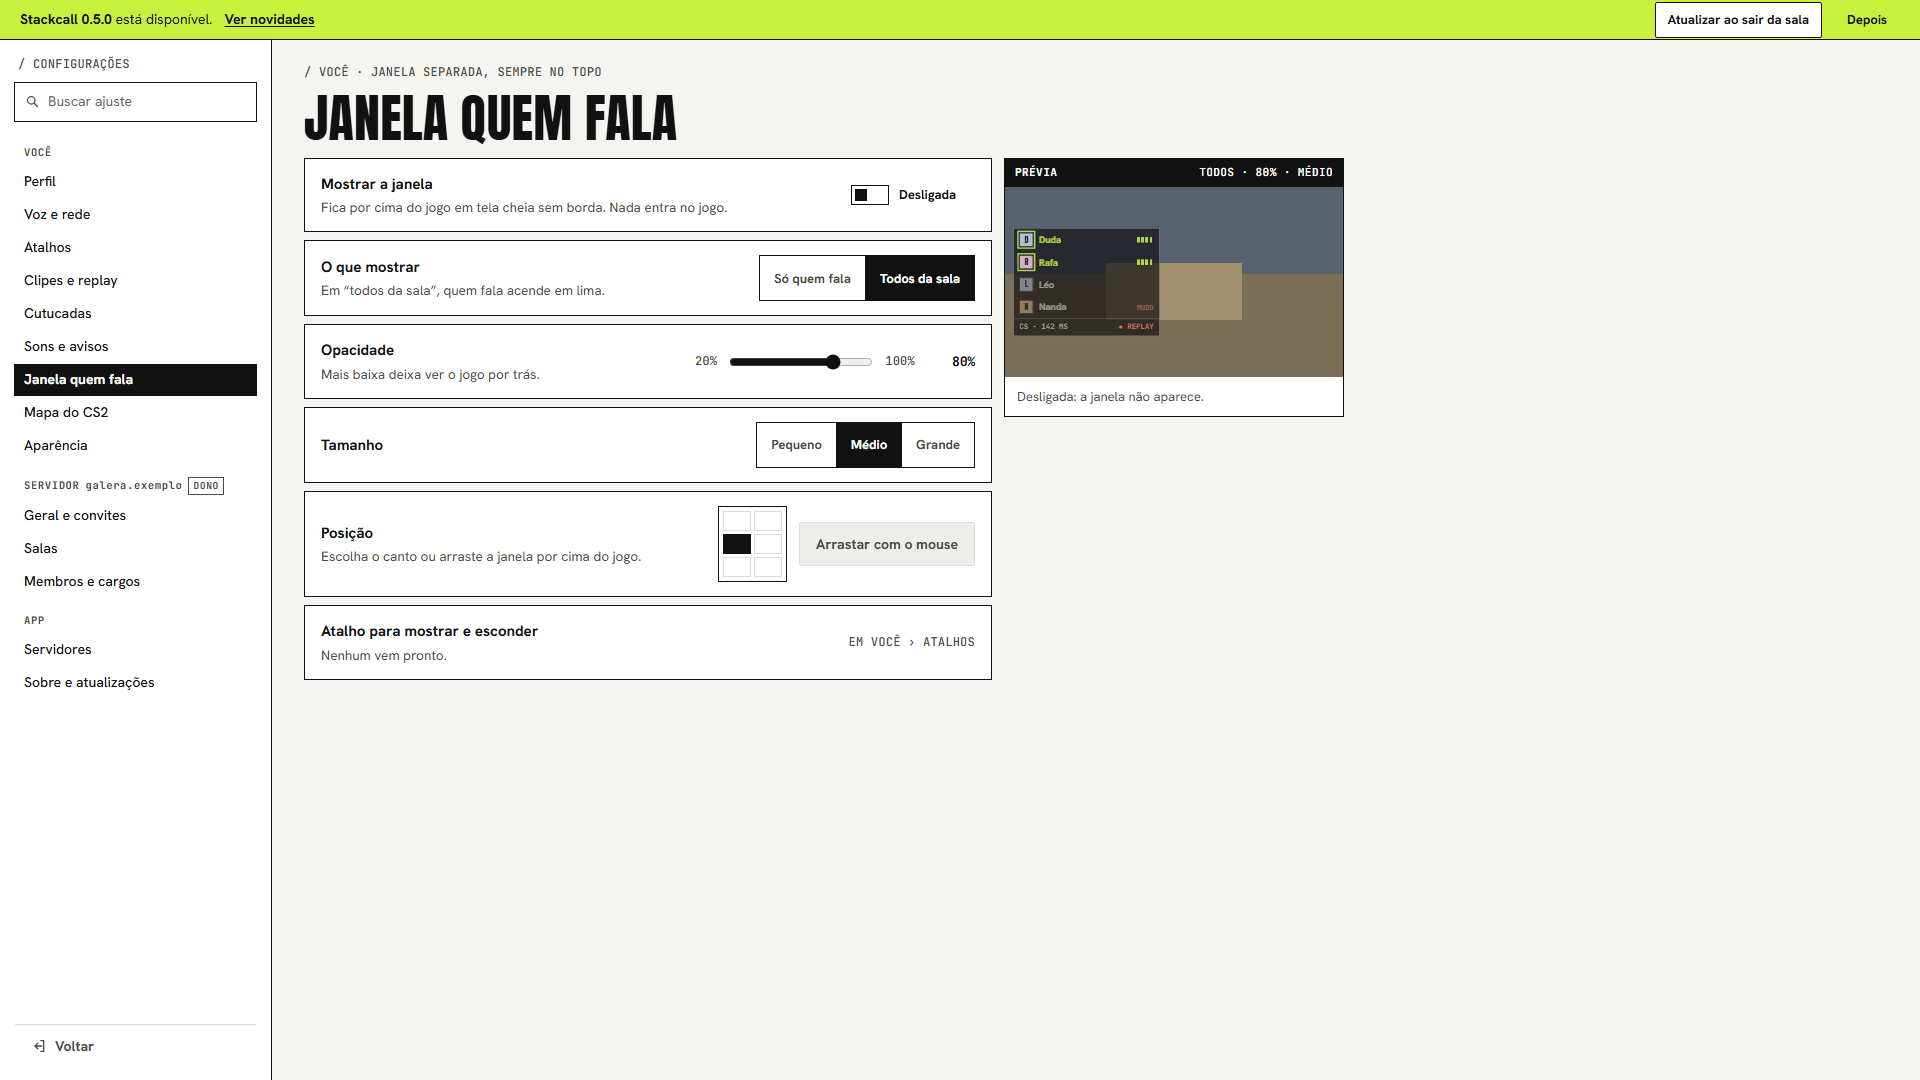 Stackcall 0.5.0 está disponível. Ver novidades
Atualizar ao sair da sala
Depois
/ CONFIGURAÇÕES
Buscar ajuste
VOCÊ
Perfil
Voz e rede
Atalhos
Clipes e replay
Cutucadas
Sons e avisos
Janela quem fala
Mapa do CS2
Aparência
SERVIDOR galera.exemplo DONO
Geral e convites
Salas
Membros e cargos
APP
Servidores
Sobre e atualizações
Voltar
/ VOCÊ · JANELA SEPARADA, SEMPRE NO TOPO
JANELA QUEM FALA
Mostrar a janela
Fica por cima do jogo em tela cheia sem borda. Nada entra no jogo.
Desligada
O que mostrar
Em “todos da sala”, quem fala acende em lima.
Só quem fala
Todos da sala
Opacidade
Mais baixa deixa ver o jogo por trás.
20%
100%
80%
Tamanho
Pequeno
Médio
Grande
Posição
Escolha o canto ou arraste a janela por cima do jogo.
Arrastar com o mouse
Atalho para mostrar e esconder
Nenhum vem pronto.
EM VOCÊ › ATALHOS
PRÉVIA
TODOS · 80% · MÉDIO
D Duda
R Rafa
L Léo
N Nanda MUDO
CS · 142 MS
● REPLAY
Desligada: a janela não aparece.